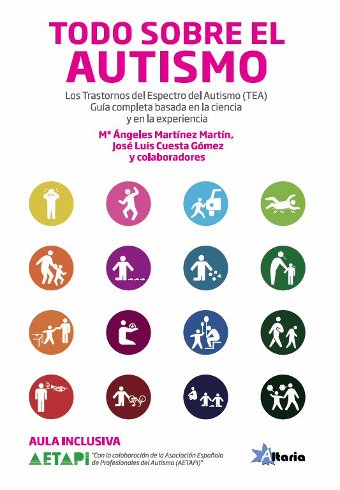 TODO SOBRE EL
AUTISMO
Los Trastornos del Espectro del Autismo (TEA)
Guía completa basada en la ciencia
y en la experiencia
Mª Ángeles Martínez Martín,
José Luis Cuesta Gómez
y colaboradores
AULA INCLUSIVA
AETAPI
"Con la colaboración de la Asociación Española
de Profesionales del Autismo (AETAPI)"
Altaria